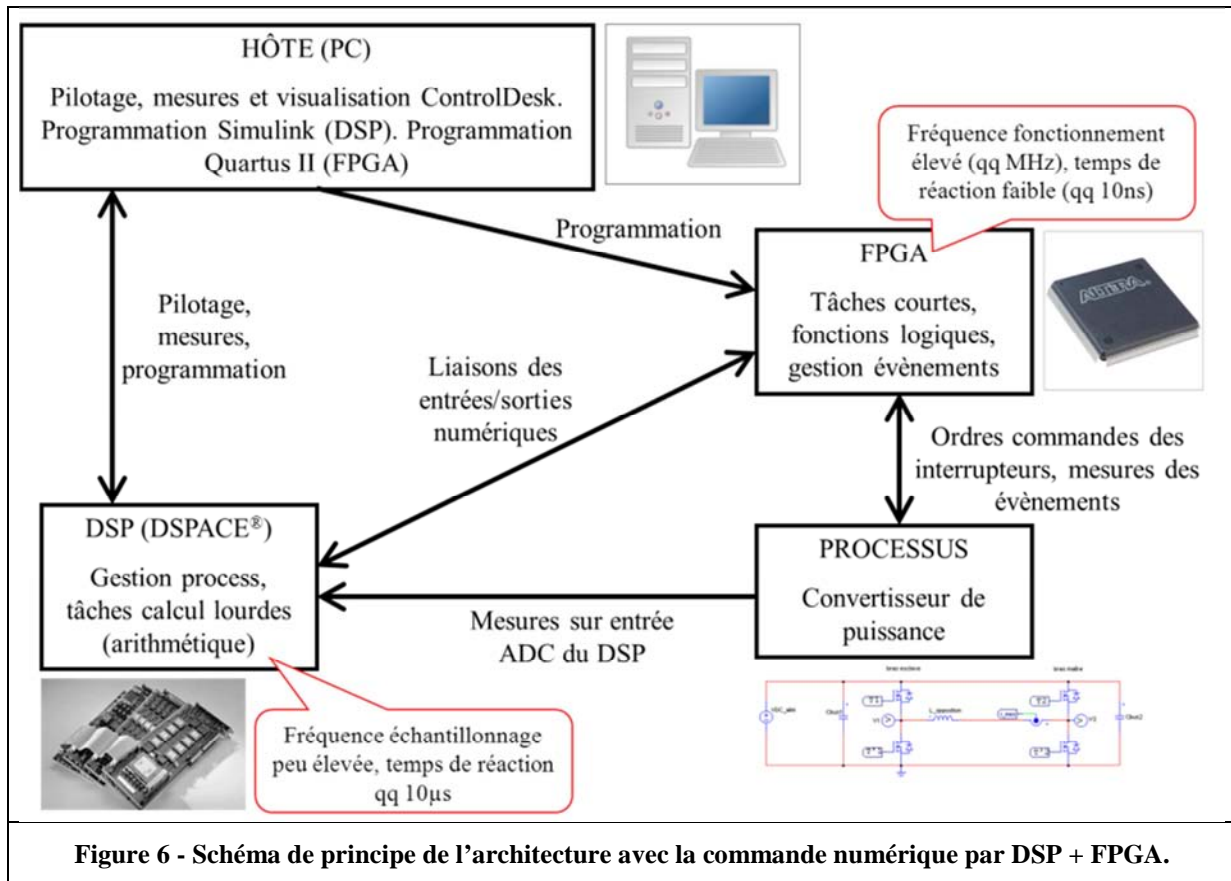 HÔTE (PC)
Pilotage, mesures et visualisation ControlDesk.
Programmation Simulink (DSP). Programmation
Quartus II (FPGA)
Fréquence fonctionnement
élevé (qq MHz), temps de
réaction faible (qq 10ns)
Programmation
FPGA
Tâches courtes,
fonctions logiques,
gestion évènements
ALTERA
Pilotage,
mesures,
programmation
Liaisons des
entrées/sorties
numériques
Ordres commandes des
interrupteurs, mesures des
évènements
DSP (DSPACE®)
Gestion process,
tâches calcul lourdes
(arithmétique)
PROCESSUS
Convertisseur de
puissance
Mesures sur entrée
ADC du DSP
Fréquence échantillonnage
peu élevée, temps de réaction
qq 10µs
bras maître
L_opposition
Figure 6 - Schéma de principe de l'architecture avec la commande numérique par DSP + FPGA.